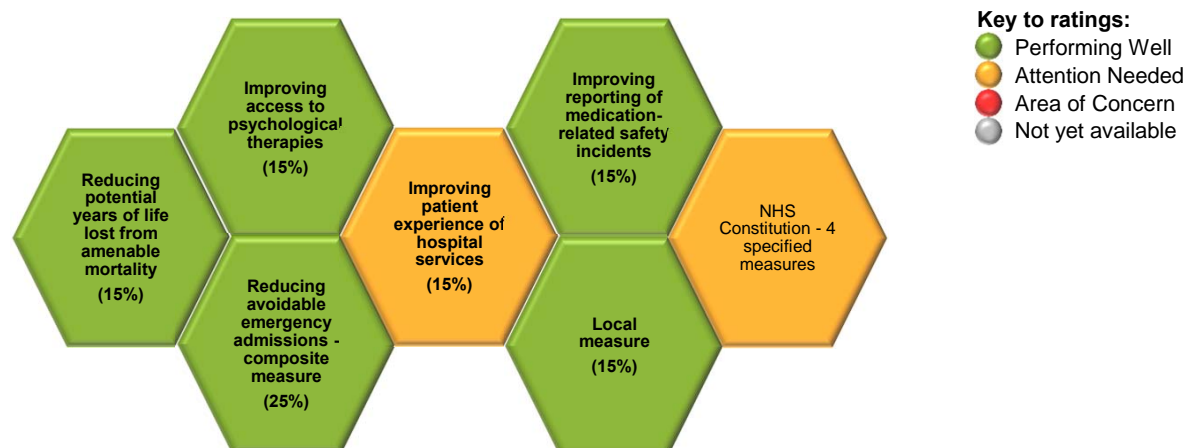 Reducing
potential
years of life
lost from
amenable
mortality
(15%)
Improving
access to
psychological
therapies
(15%)
Reducing
avoidable
emergency
admissions -
composite
measure
(25%)
Improving
patient
experience of
hospital
services
(15%)
Improving
reporting of
medication-
related safety
incidents
(15%)
Local
measure
(15%)
NHS
Constitution - 4
specified
measures
Key to ratings:
Performing Well
Attention Needed
Area of Concern
Not yet available